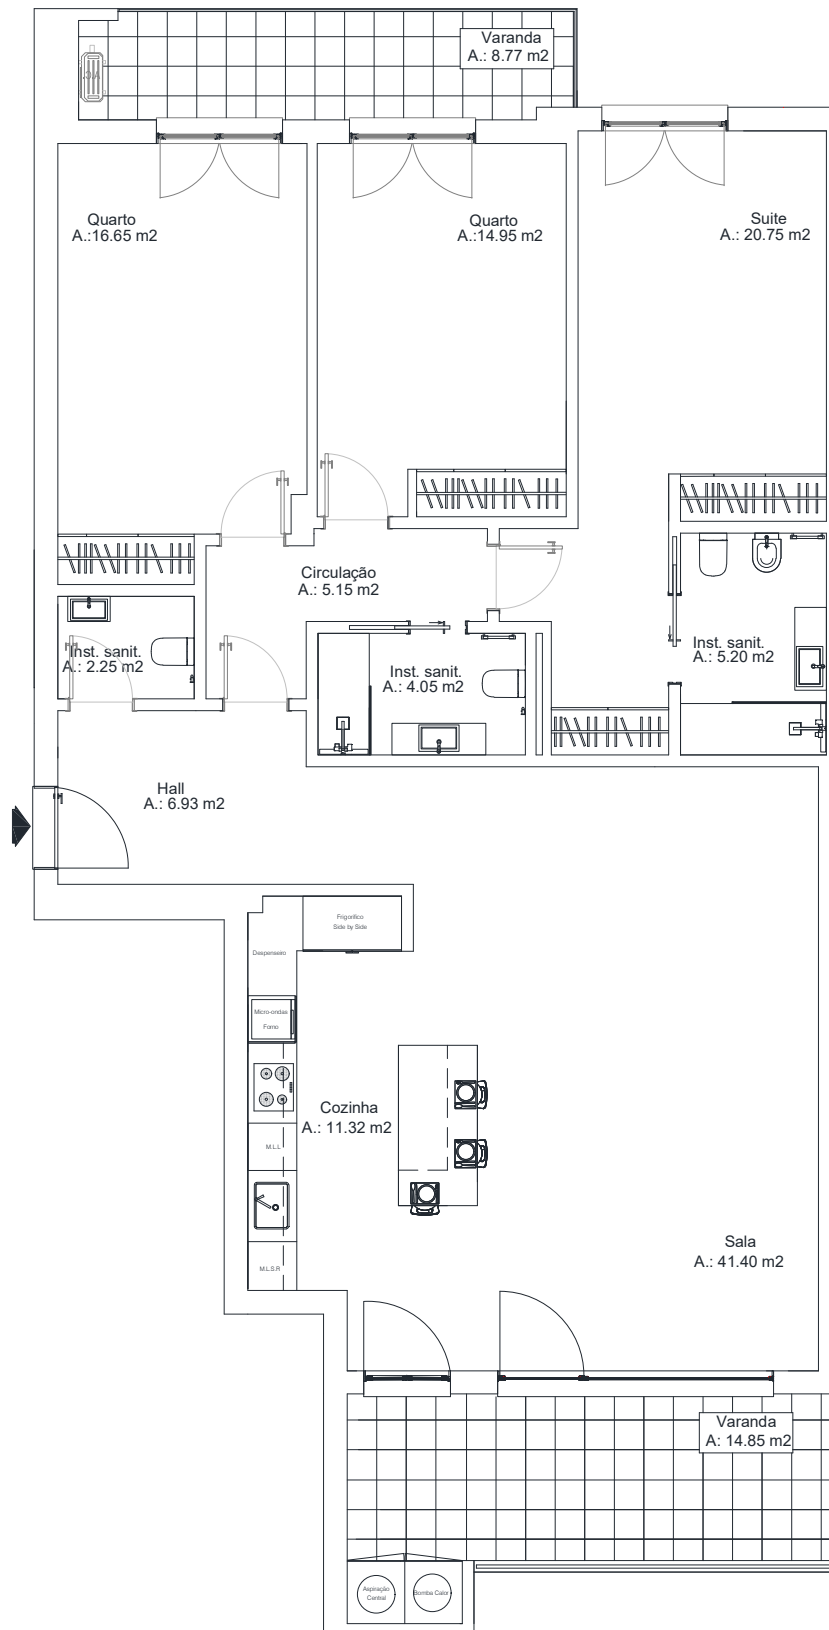 Varanda
A.: 8.77 m2
Quarto
A.:16.65 m2
Quarto
A.:14.95 m2
Suite
A.: 20.75 m2
Circulação
A.: 5.15 m2
Inst. sanit.
A.: 2.25 m2
Inst. sanit.
A.: 4.05 m2
Inst. sanit.
A.: 5.20 m2
Hall
A.: 6.93 m2
Frigorifico
Side by Side
Despenseiro
Micro-ondas
Forno
Cozinha
A.: 11.32 m2
M.L.L
M.L.S.R
Sala
A.: 41.40 m2
Varanda
A: 14.85 m2
Aspiração
Central
Bomba Calor